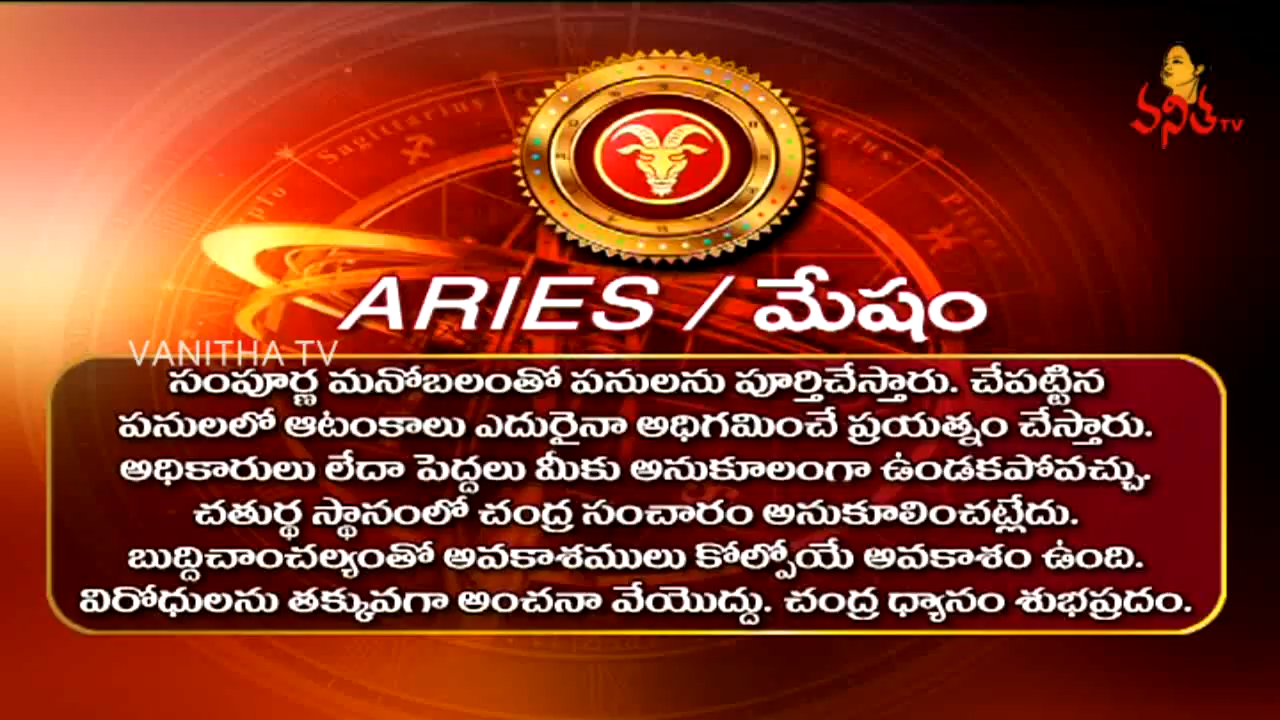 Sagittarius
వనిత TV
ARIES / మేషం
VANITHA TV
సంపూర్ణ మనోబలంతో పనులను పూర్తిచేస్తారు. చేపట్టిన
పనులలో ఆటంకాలు ఎదురైనా అధిగమించే ప్రయత్నం చేస్తారు.
అధికారులు లేదా పెద్దలు మీకు అనుకూలంగా ఉండకపోవచ్చు.
చతుర్థ స్థానంలో చంద్ర సంచారం అనుకూలించట్లేదు.
బుద్దిచాంచల్యంతో అవకాశములు కోల్పోయే అవకాశం ఉంది.
విరోధులను తక్కువగా అంచనా వేయొద్దు. చంద్ర ధ్యానం శుభప్రదం.